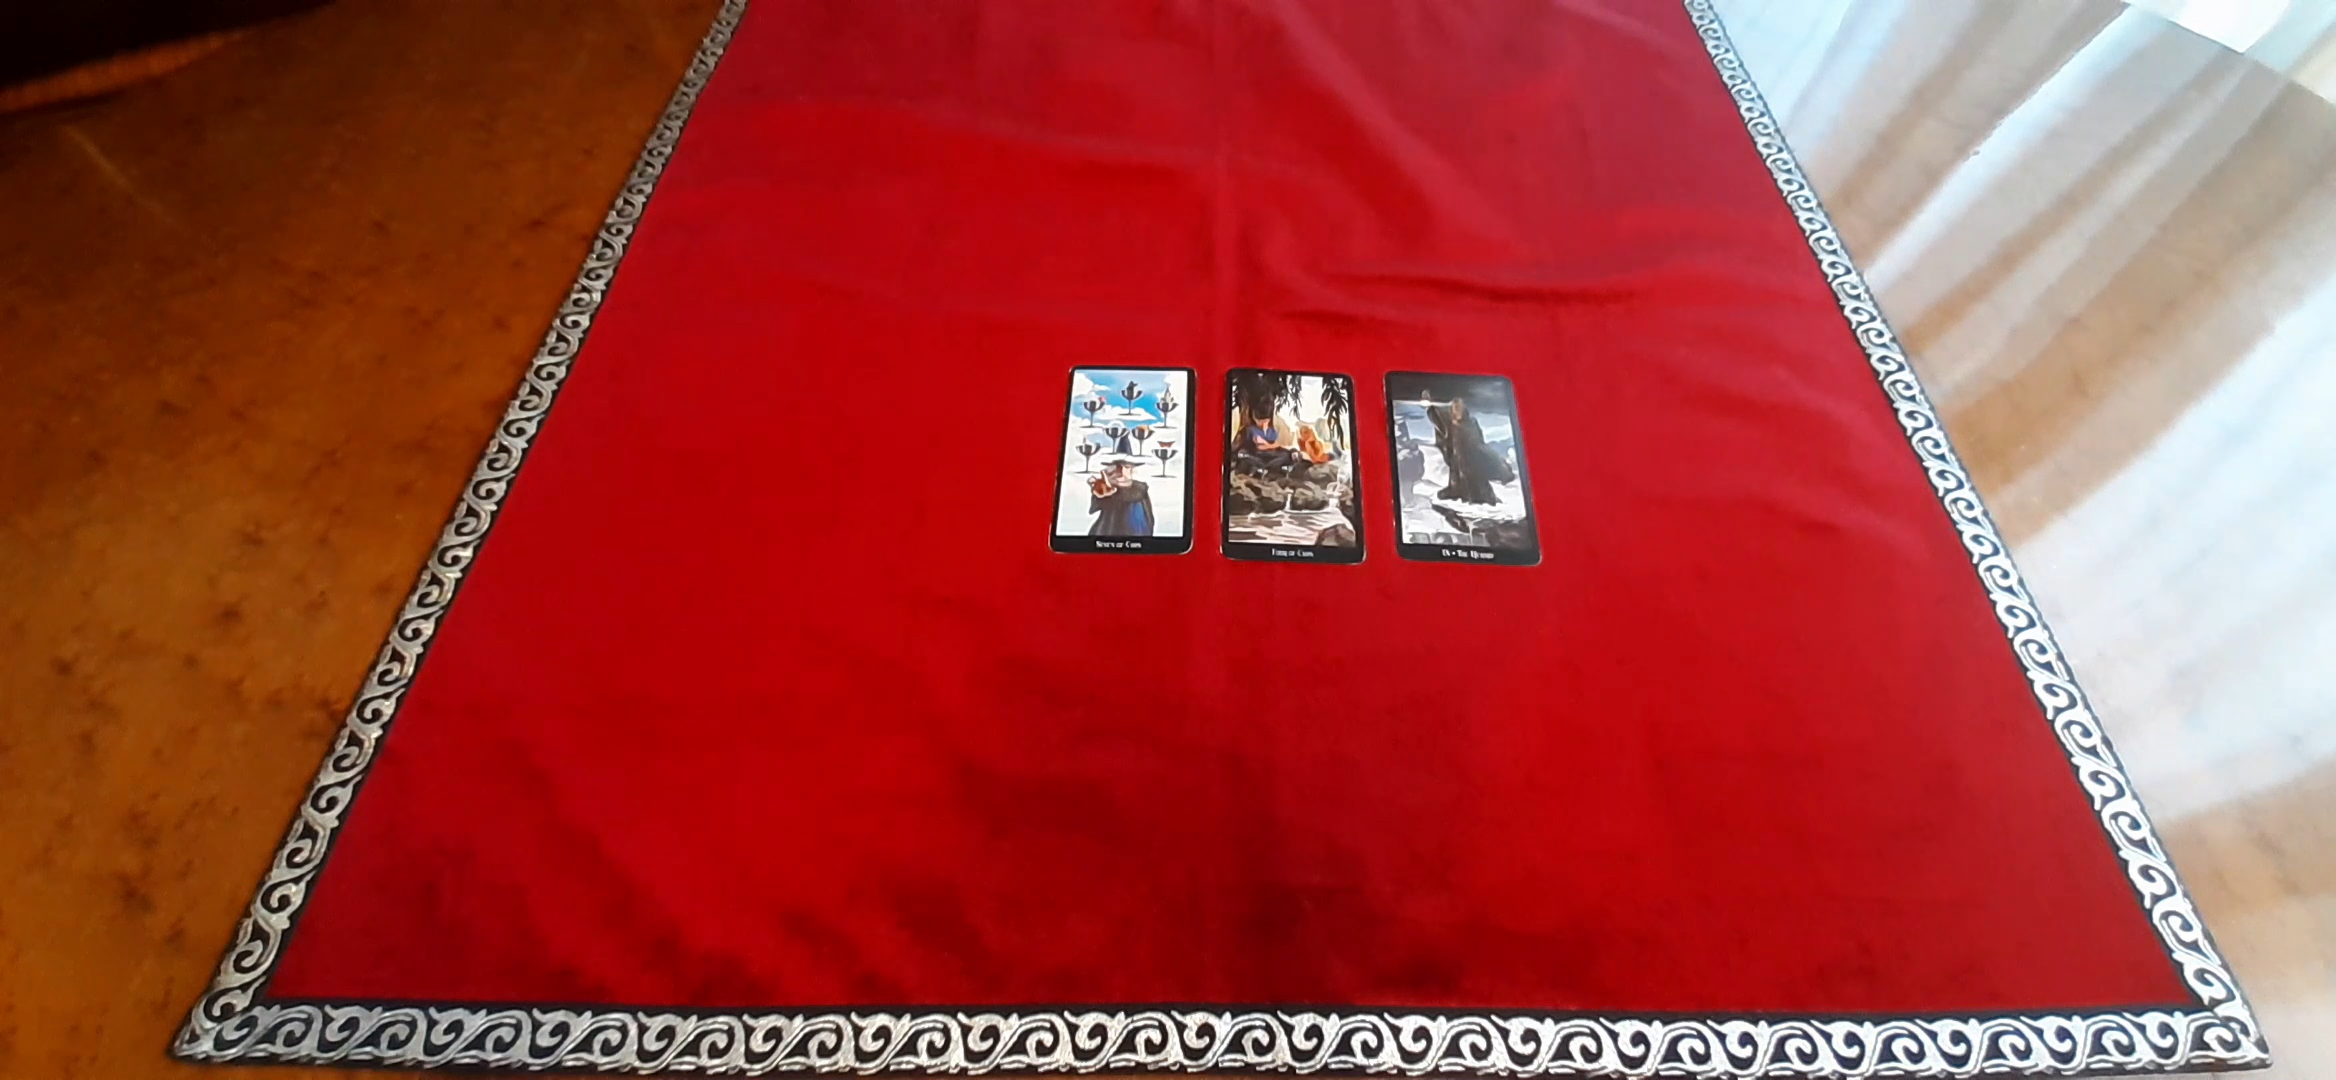 Seven of Cups
Four of Cups
IX • The Hermit